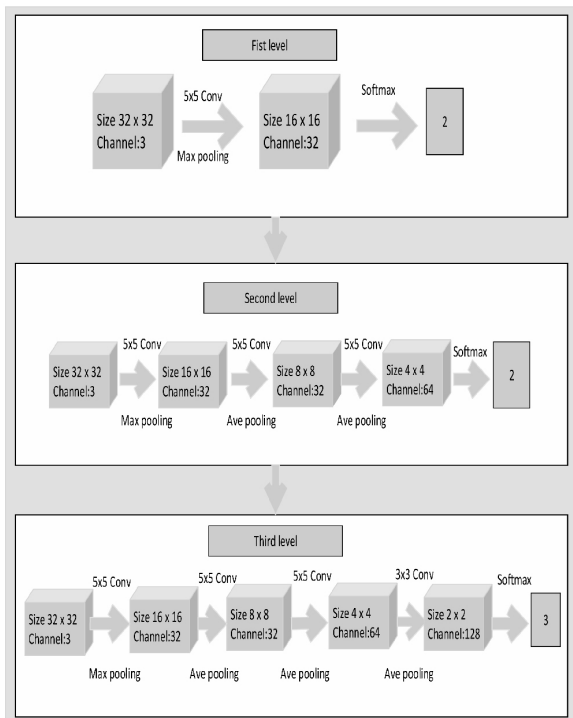 Fist level
5x5 Conv
Softmax
Size 32 x 32
Channel:3
Size 16 x 16
Channel:32
2
Max pooling
Second level
5x5 Conv
5x5 Conv
5x5 Conv
Softmax
Size 32 x 32
Channel:3
Size 16 x 16
Channel:32
Size 8 x 8
Channel:32
Size 4 x 4
Channel:64
2
Max pooling
Ave pooling
Ave pooling
Third level
5x5 Conv
5x5 Conv
5x5 Conv
3x3 Conv
Softmax
Size 32 x 32
Channel:3
Size 16 x 16
Channel:32
Size 8 x 8
Channel:32
Size 4 x 4
Channel:64
Size 2 x 2
Channel:128
3
Max pooling
Ave pooling
Ave pooling
Ave pooling